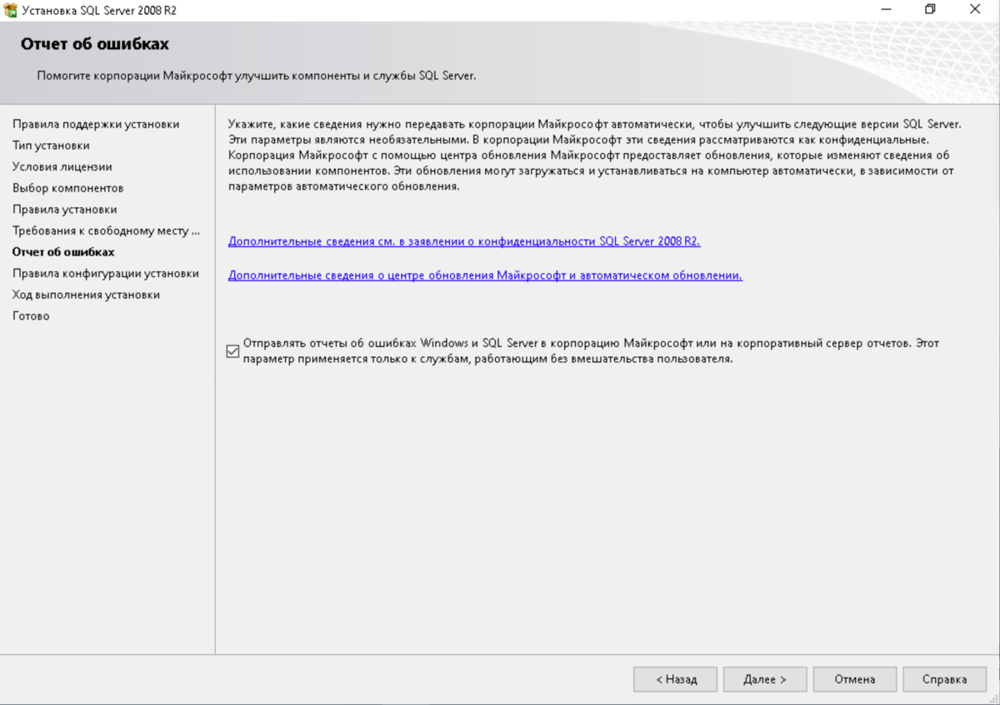 Установка SQL Server 2008 R2
Отчет об ошибках
Помогите корпорации Майкрософт улучшить компоненты и службы SQL Server.
Правила поддержки установки
Тип установки
Условия лицензии
Выбор компонентов
Правила установки
Требования к свободному месту ...
Отчет об ошибках
Правила конфигурации установки
Ход выполнения установки
Готово
Укажите, какие сведения нужно передавать корпорации Майкрософт автоматически, чтобы улучшить следующие версии SQL Server.
Эти параметры являются необязательными. В корпорации Майкрософт эти сведения рассматриваются как конфиденциальные.
Корпорация Майкрософт с помощью центра обновления Майкрософт предоставляет обновления, которые изменяют сведения об
использовании компонентов. Эти обновления могут загружаться и устанавливаться на компьютер автоматически, в зависимости от
параметров автоматического обновления.
Дополнительные сведения см. в заявлении о конфиденциальности SQL Server 2008 R2.
Дополнительные сведения о центре обновления Майкрософт и автоматическом обновлении.
Отправлять отчеты об ошибках Windows и SQL Server в корпорацию Майкрософт или на корпоративный сервер отчетов. Этот
параметр применяется только к службам, работающим без вмешательства пользователя.
< Назад
Далее >
Отмена
Справка